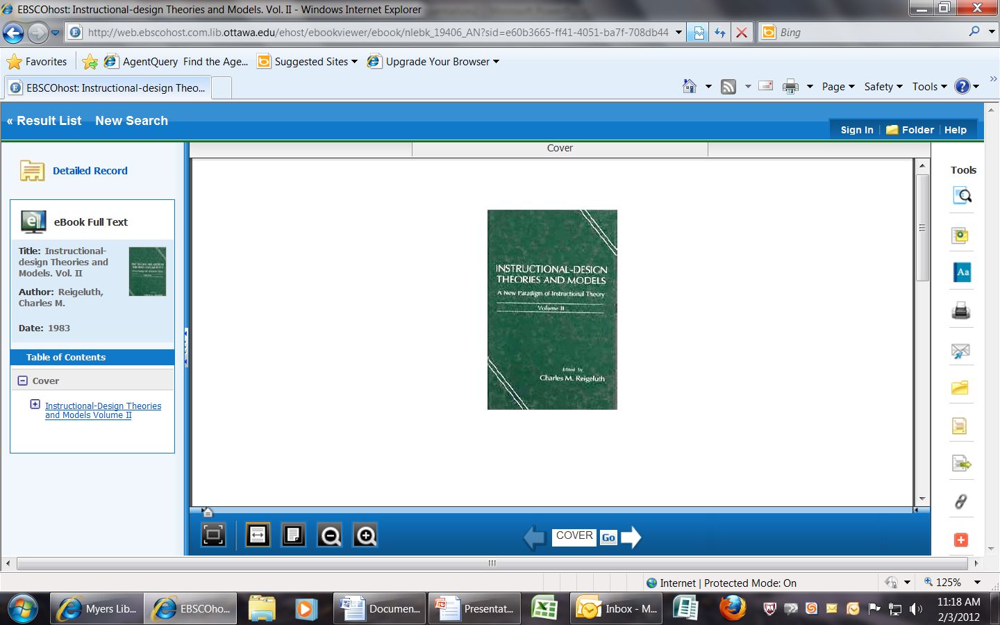 EBSCOhost: Instructional-design Theories and Models. Vol. II - Windows Internet Explorer
http://web.ebscohost.com.lib.ottawa.edu/ehost/ebookviewer/ebook/nlebk_19406_AN?sid=e60b3665-ff41-4051-ba7f-708db44
Bing
Favorites
AgentQuery Find the Age...
Suggested Sites
Upgrade Your Browser
EBSCOhost: Instructional-design Theo...
Page
Safety
Tools
« Result List
New Search
Sign In
Folder
Help
Detailed Record
eBook Full Text
Title: Instructional-
design Theories and
Models. Vol. II
Author: Reigeluth,
Charles M.
Date: 1983
Table of Contents
Cover
Instructional-Design Theories
and Models Volume II
Cover
INSTRUCTIONAL-DESIGN
THEORIES AND MODELS
A New Paradigm of Instructional Theory
Volume II
Edited by
Charles M. Reigeluth
Tools
Aa
COVER
Go
Internet | Protected Mode: On
125%
Myers Lib...
EBSCOho...
Documen...
Presentat...
Inbox - M...
11:18 AM
2/3/2012